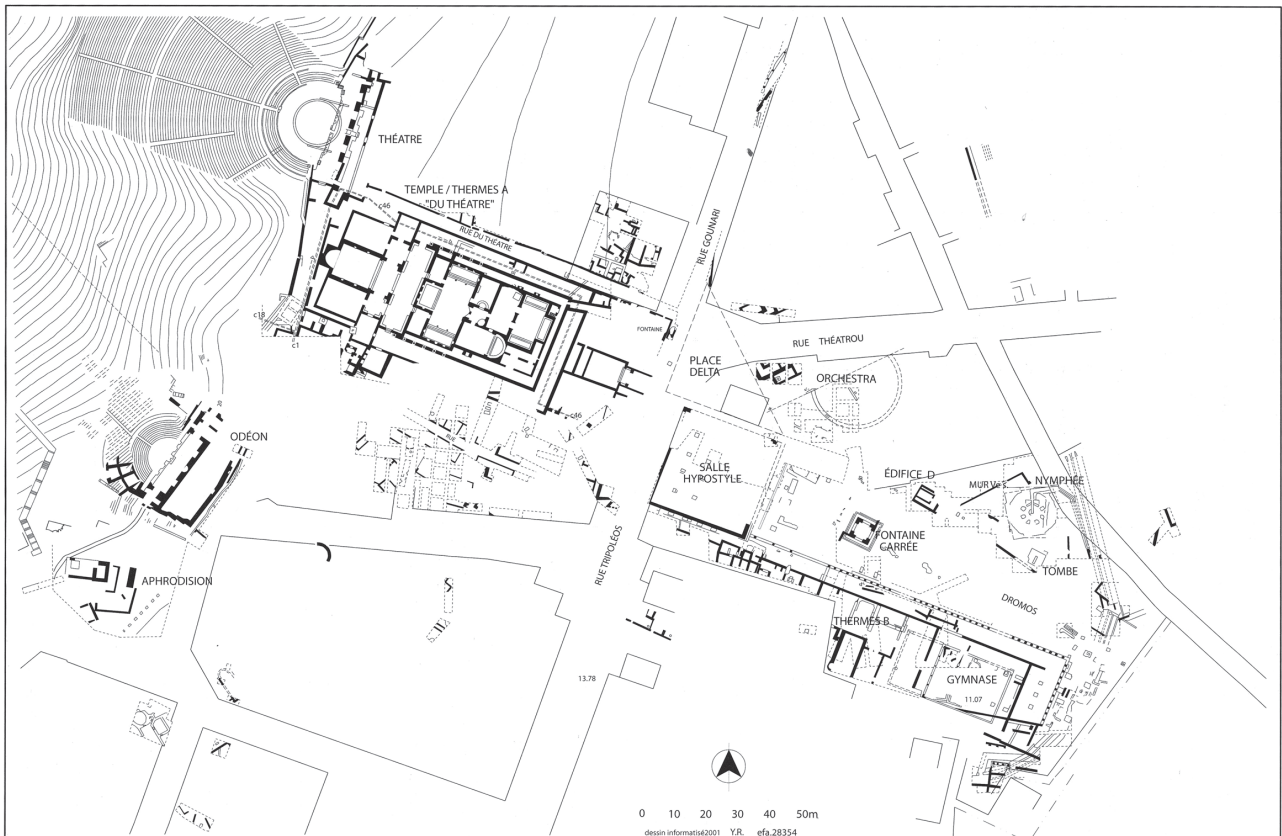 THÉATRE
TEMPLE / THERMES A
"DU THÉATRE"
c46
RUE DU THÉATRE
RUE GOUNARI
c18
c1
FONTAINE
RUE THÉATROU
PLACE
DELTA
ORCHESTRA
c46
RUE
20
ODÉON
SALLE
HYPOSTYLE
ÉDIFICE D
MUR Ve s.
NYMPHÉE
FONTAINE
CARRÉE
TOMBE
RUE TRIPOLÉOS
APHRODISION
DROMOS
THERMES B
GYMNASE
11.07
13.78
0 10 20 30 40 50m
dessin informatisé2001 Y.R. efa.28354